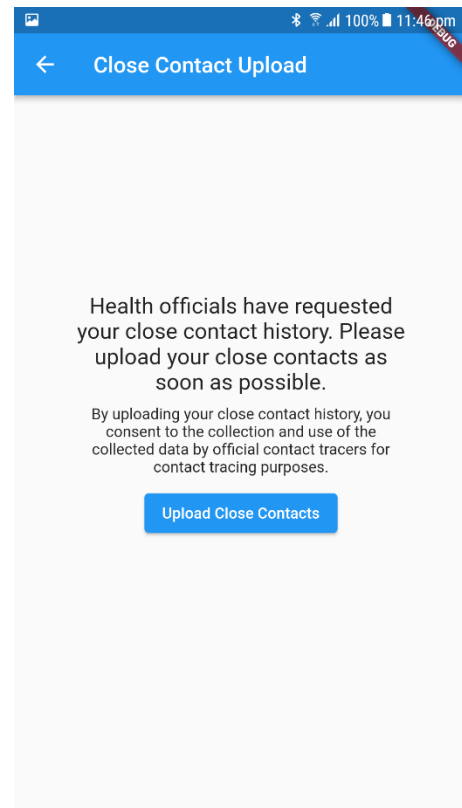 100% 11:46 pm
DEBUG
Close Contact Upload
Health officials have requested
your close contact history. Please
upload your close contacts as
soon as possible.
By uploading your close contact history, you
consent to the collection and use of the
collected data by official contact tracers for
contact tracing purposes.
Upload Close Contacts